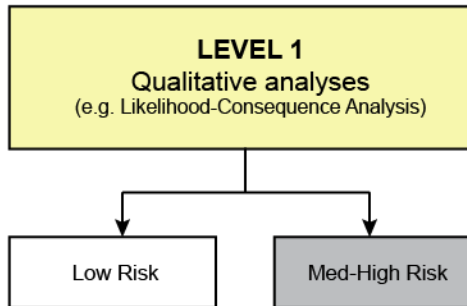 LEVEL 1
Qualitative analyses
(e.g. Likelihood-Consequence Analysis)
Low Risk
Med-High Risk